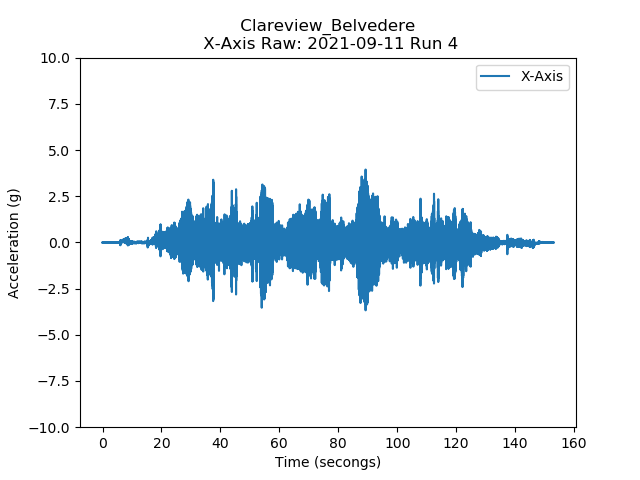 Clareview_Belvedere
X-Axis Raw: 2021-09-11 Run 4
X-Axis
10.0
7.5
5.0
2.5
0.0
−2.5
−5.0
−7.5
−10.0
Acceleration (g)
0 20 40 60 80 100 120 140 160
Time (secongs)